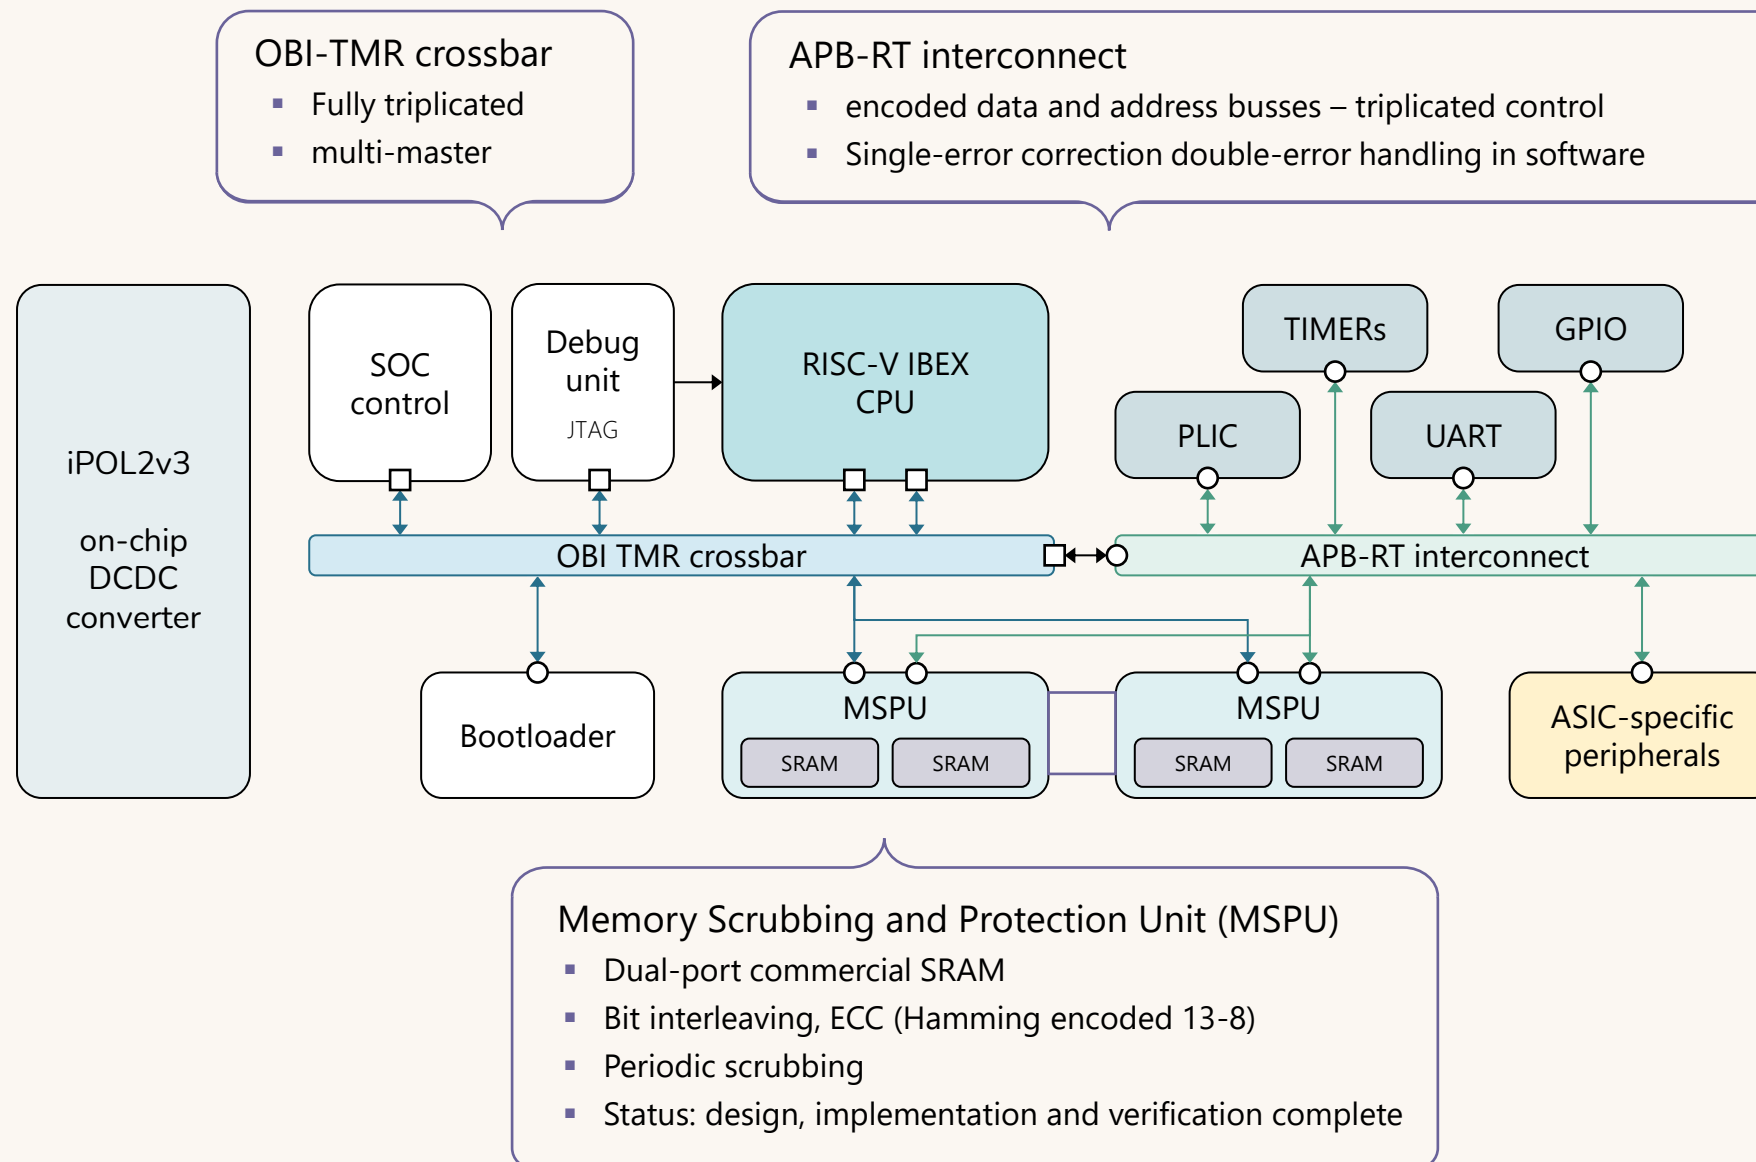 OBI-TMR crossbar
▪ Fully triplicated
▪ multi-master
APB-RT interconnect
▪ encoded data and address busses – triplicated control
▪ Single-error correction double-error handling in software
iPOL2v3
on-chip
DCDC
converter
SOC
control
Debug
unit
JTAG
RISC-V IBEX
CPU
TIMERs
GPIO
PLIC
UART
OBI TMR crossbar
APB-RT interconnect
Bootloader
MSPU
SRAM
SRAM
MSPU
SRAM
SRAM
ASIC-specific
peripherals
Memory Scrubbing and Protection Unit (MSPU)
▪ Dual-port commercial SRAM
▪ Bit interleaving, ECC (Hamming encoded 13-8)
▪ Periodic scrubbing
▪ Status: design, implementation and verification complete